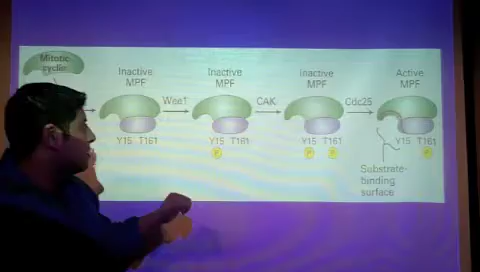 Mitotic
cyclin
Inactive
MPF
Inactive
MPF
Inactive
MPF
Active
MPF
Wee1
CAK
Cdc25
Y15 T161
Y15 T161
P
Y15 T161
P P
Y15 T161
P
Substrate-
binding
surface